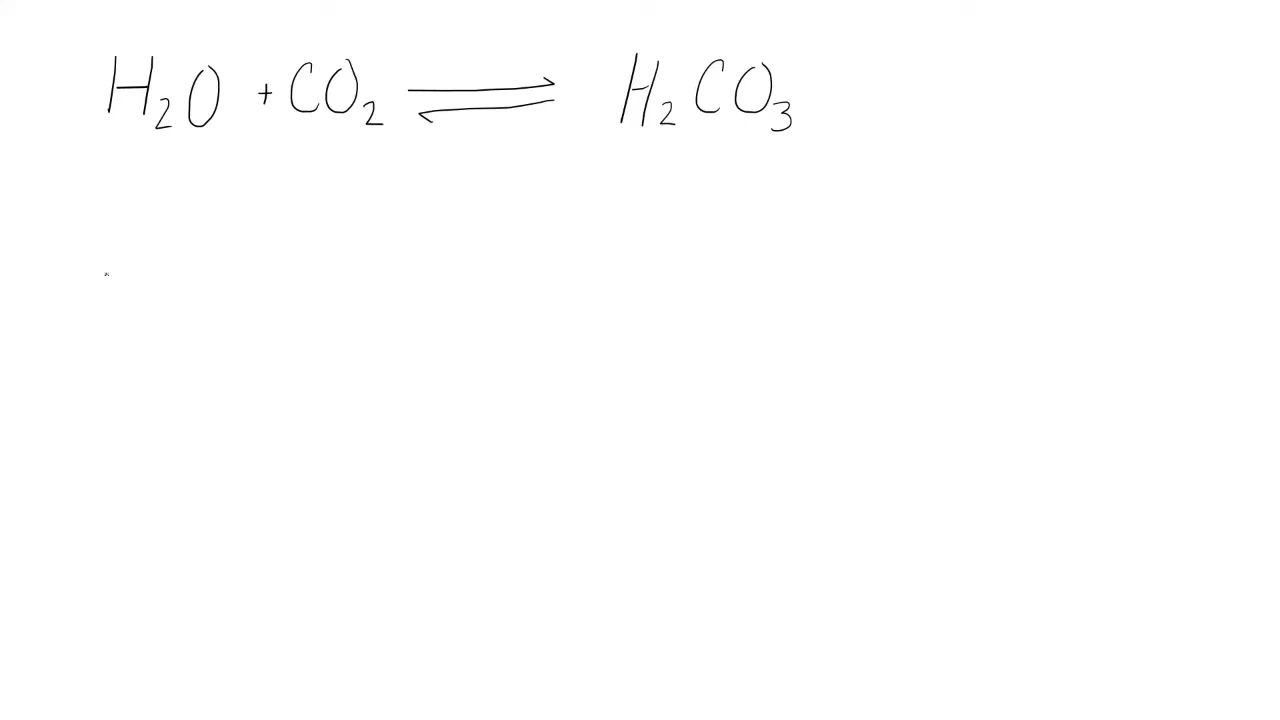 H₂O + CO₂ ⇌ H₂CO₃